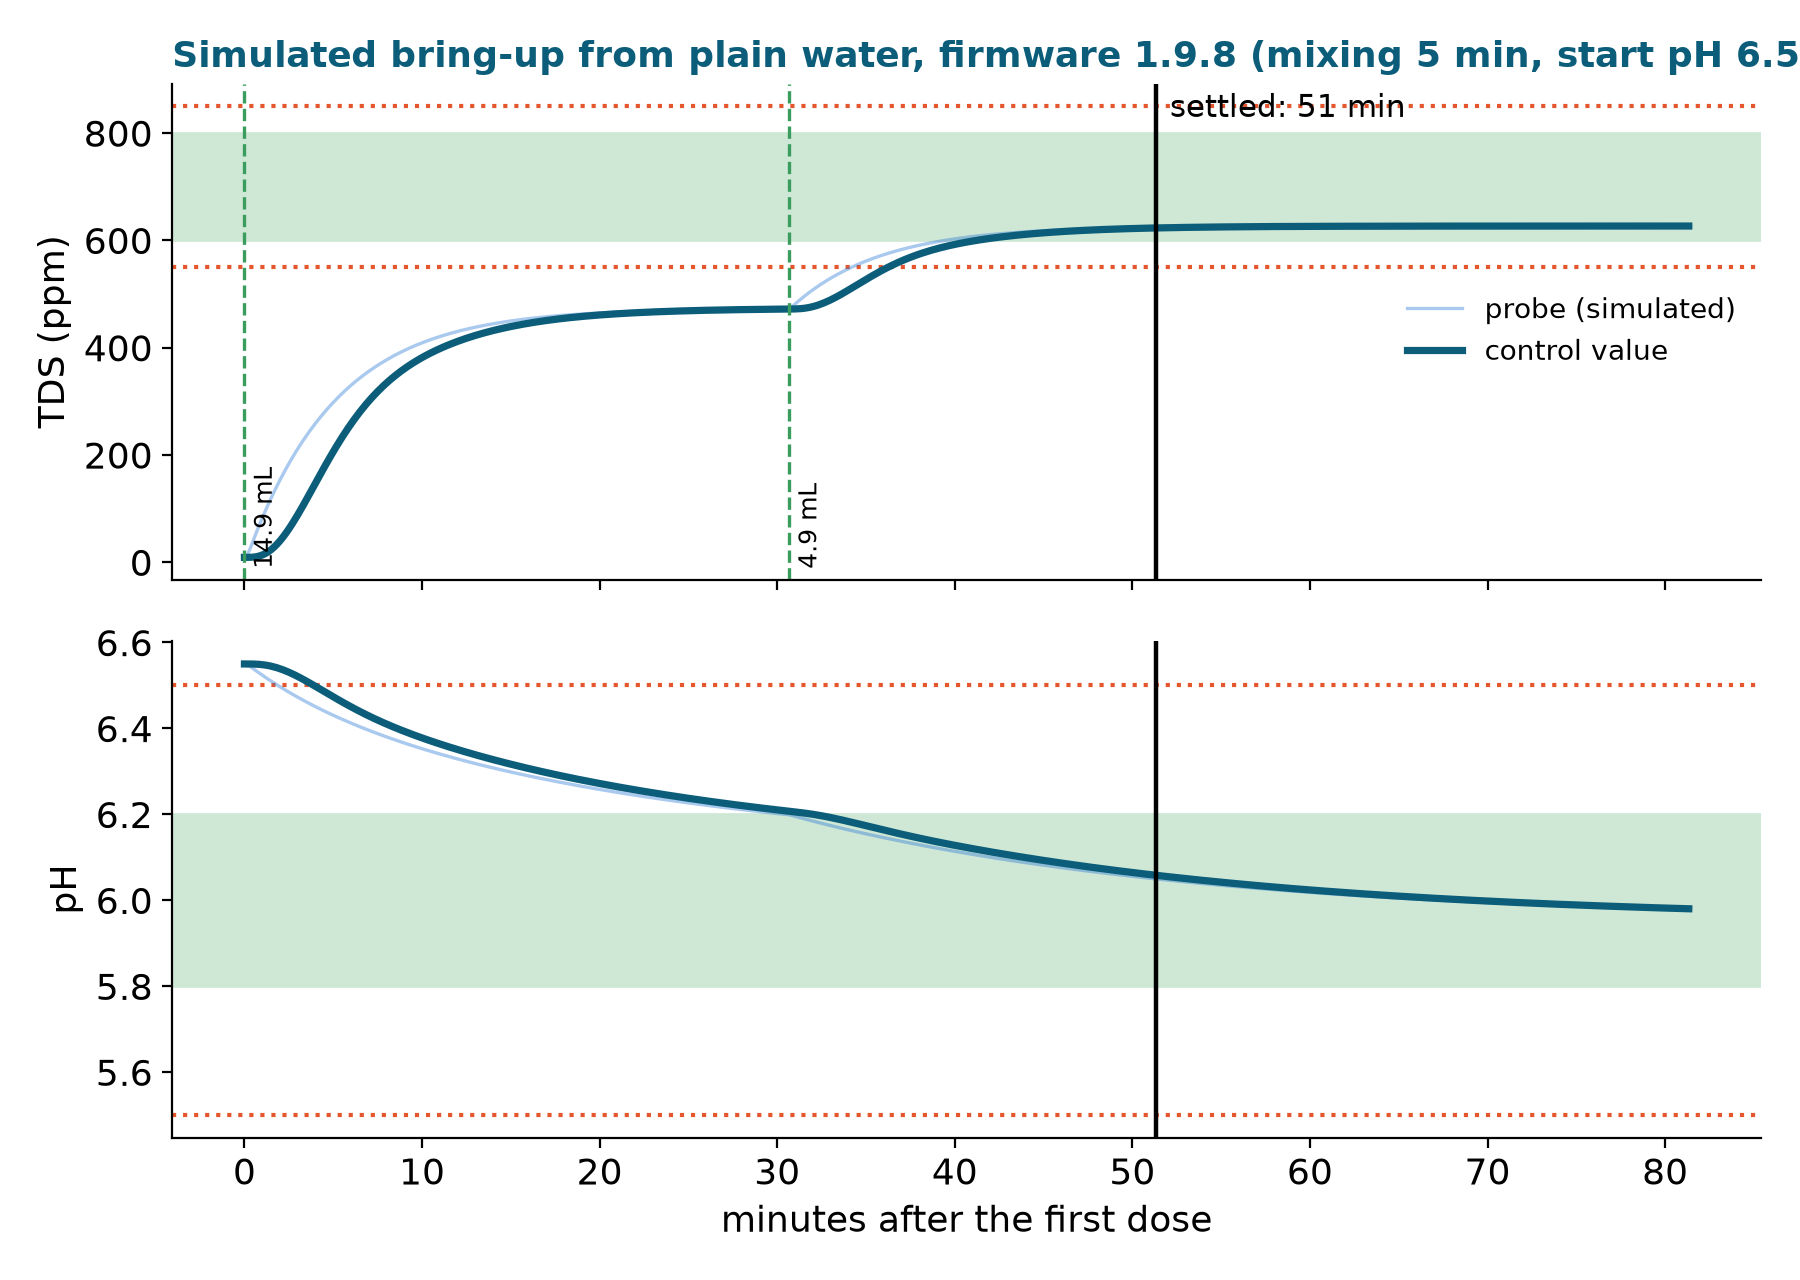 Simulated bring-up from plain water, firmware 1.9.8 (mixing 5 min, start pH 6.5
settled: 51 min
800
600
400
200
0
TDS (ppm)
14.9 mL
4.9 mL
probe (simulated)
control value
6.6
6.4
6.2
6.0
5.8
5.6
pH
0 10 20 30 40 50 60 70 80
minutes after the first dose